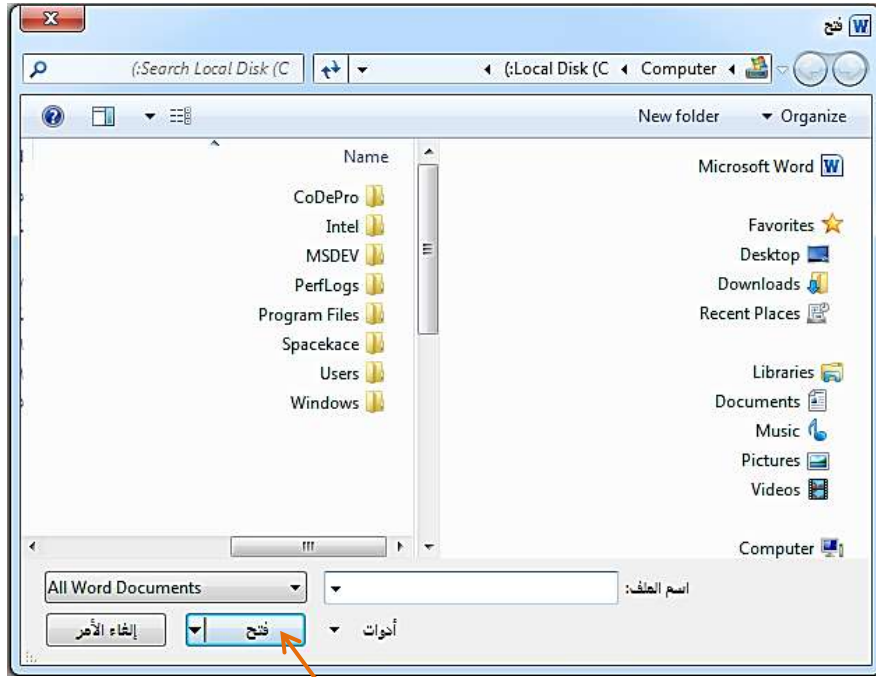 فتح
Computer
Local Disk (C:)
Search Local Disk (C:)
Organize
New folder
Microsoft Word
Favorites
Desktop
Downloads
Recent Places
Libraries
Documents
Music
Pictures
Videos
Computer
Name
CoDePro
Intel
MSDEV
PerfLogs
Program Files
Spacekace
Users
Windows
اسم الملف:
All Word Documents
أدوات
فتح
إلغاء الأمر